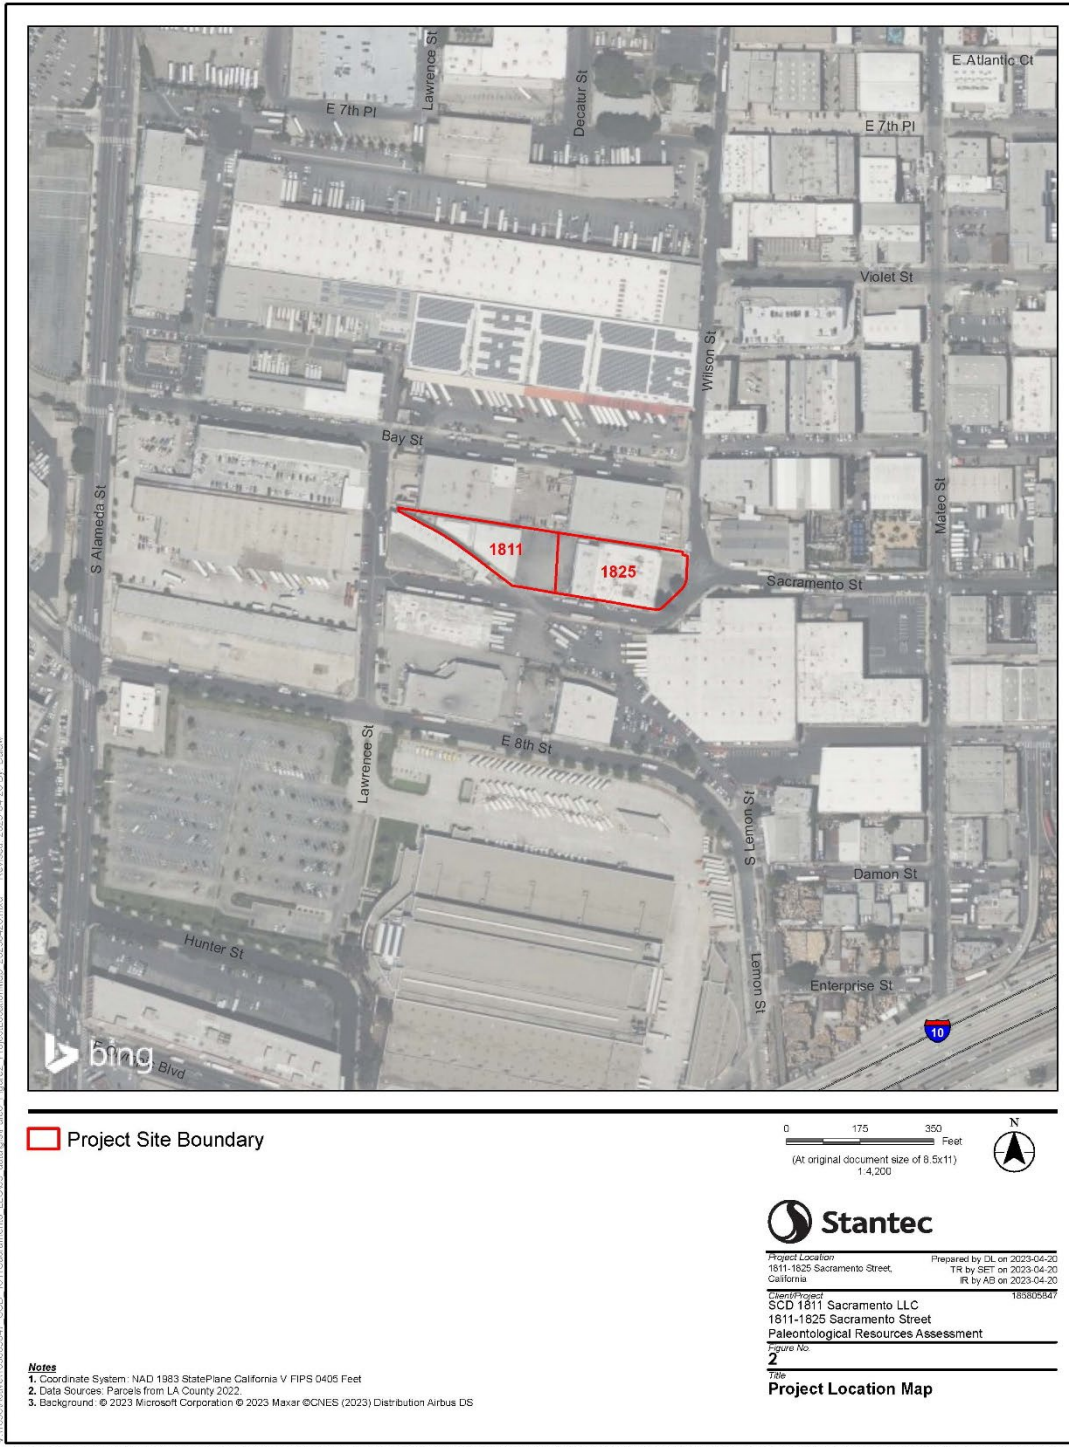 Lawrence St
E Atlantic Ct
E 7th Pl
Decatur St
E 7th Pl
Violet St
Wilson St
Bay St
S Alameda St
Mateo St
1811
1825
Sacramento St
E 8th St
Lawrence St
S Lemon St
Damon St
Hunter St
Lemon St
Enterprise St
10
bing
Blvd
Project Site Boundary
0 175 350
Feet
(At original document size of 8.5x11)
1:4,200
N
Stantec
Project Location
1811-1825 Sacramento Street,
California
Prepared by DL on 2023-04-20
TR by SET on 2023-04-20
IR by AB on 2023-04-20
Client/Project 185805847
SCD 1811 Sacramento LLC
1811-1825 Sacramento Street
Paleontological Resources Assessment
Figure No.
2
Title
Project Location Map
Notes
1. Coordinate System: NAD 1983 StatePlane California V FIPS 0405 Feet
2. Data Sources: Parcels from LA County 2022.
3. Background: © 2023 Microsoft Corporation © 2023 Maxar ©CNES (2023) Distribution Airbus DS